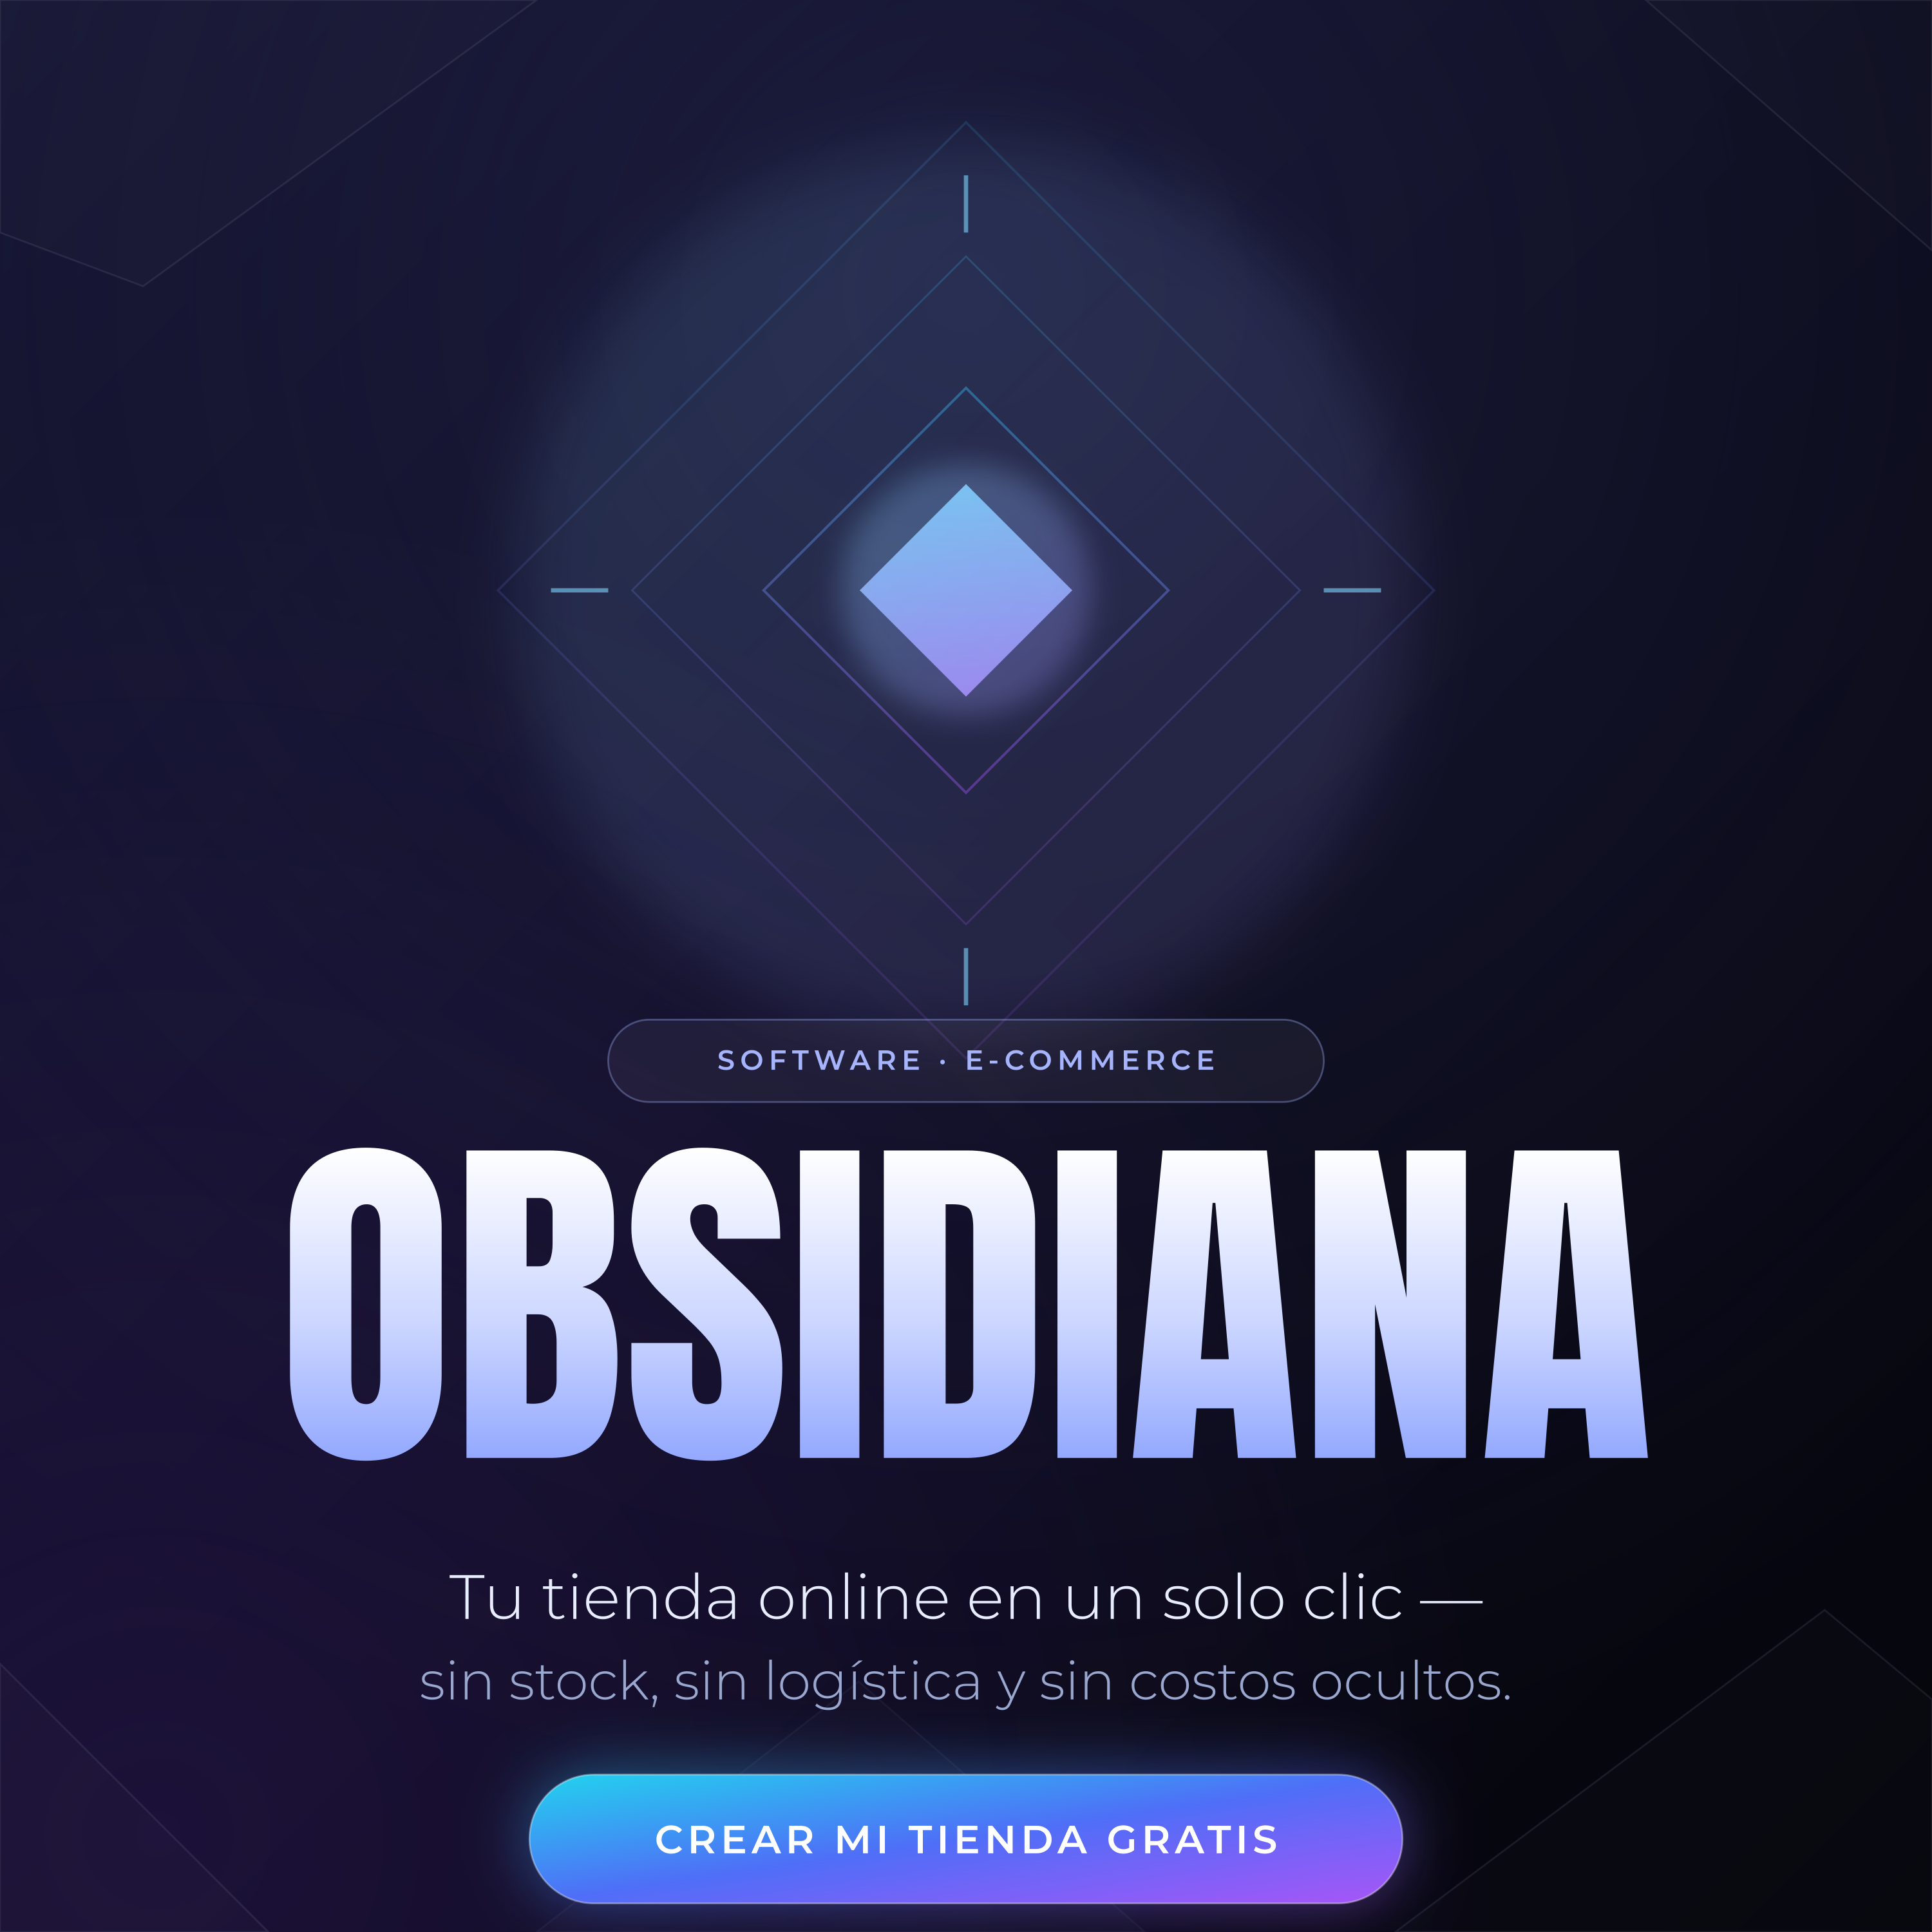 SOFTWARE · E-COMMERCE
OBSIDIANA
Tu tienda online en un solo clic —
sin stock, sin logística y sin costos ocultos.
CREAR MI TIENDA GRATIS